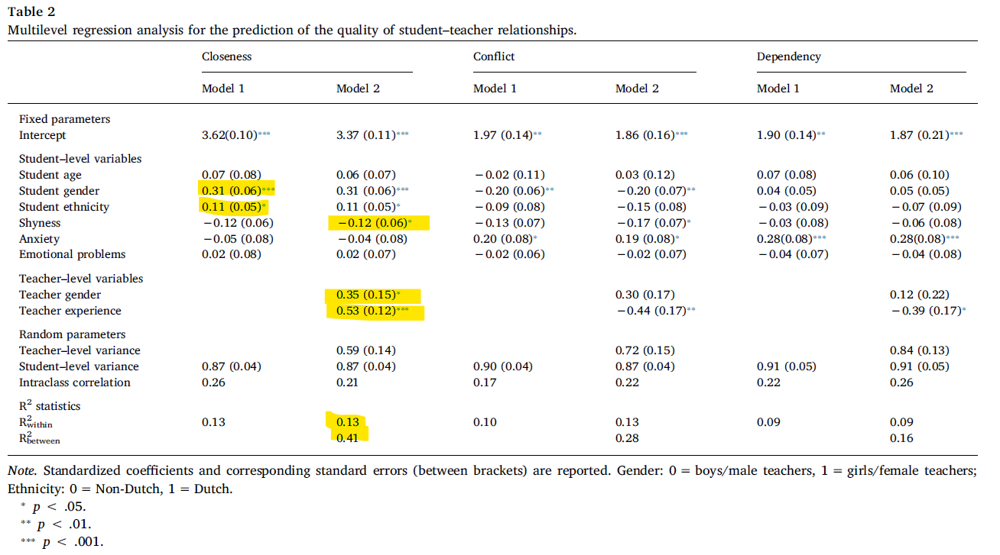 Table 2
Multilevel regression analysis for the prediction of the quality of student–teacher relationships.
Closeness Conflict Dependency
Model 1 Model 2 Model 1 Model 2 Model 1 Model 2
Fixed parameters
Intercept 3.62(0.10)*** 3.37 (0.11)*** 1.97 (0.14)** 1.86 (0.16)*** 1.90 (0.14)** 1.87 (0.21)***
Student–level variables
Student age 0.07 (0.08) 0.06 (0.07) −0.02 (0.11) 0.03 (0.12) 0.07 (0.08) 0.06 (0.10)
Student gender 0.31 (0.06)*** 0.31 (0.06)*** −0.20 (0.06)** −0.20 (0.07)** 0.04 (0.05) 0.05 (0.05)
Student ethnicity 0.11 (0.05)* 0.11 (0.05)* −0.09 (0.08) −0.15 (0.08) −0.03 (0.09) −0.07 (0.09)
Shyness −0.12 (0.06) −0.12 (0.06)* −0.13 (0.07) −0.17 (0.07)* −0.03 (0.08) −0.06 (0.08)
Anxiety −0.05 (0.08) −0.04 (0.08) 0.20 (0.08)* 0.19 (0.08)* 0.28(0.08)*** 0.28(0.08)***
Emotional problems 0.02 (0.08) 0.02 (0.07) −0.02 (0.06) −0.02 (0.07) −0.04 (0.07) −0.04 (0.08)
Teacher–level variables
Teacher gender 0.35 (0.15)* 0.30 (0.17) 0.12 (0.22)
Teacher experience 0.53 (0.12)*** −0.44 (0.17)** −0.39 (0.17)*
Random parameters
Teacher–level variance 0.59 (0.14) 0.72 (0.15) 0.84 (0.13)
Student–level variance 0.87 (0.04) 0.87 (0.04) 0.90 (0.04) 0.87 (0.04) 0.91 (0.05) 0.91 (0.05)
Intraclass correlation 0.26 0.21 0.17 0.22 0.22 0.26
R² statistics
R²within 0.13 0.13 0.10 0.13 0.09 0.09
R²between 0.41 0.28 0.16
Note. Standardized coefficients and corresponding standard errors (between brackets) are reported. Gender: 0 = boys/male teachers, 1 = girls/female teachers;
Ethnicity: 0 = Non-Dutch, 1 = Dutch.
* p < .05.
** p < .01.
*** p < .001.